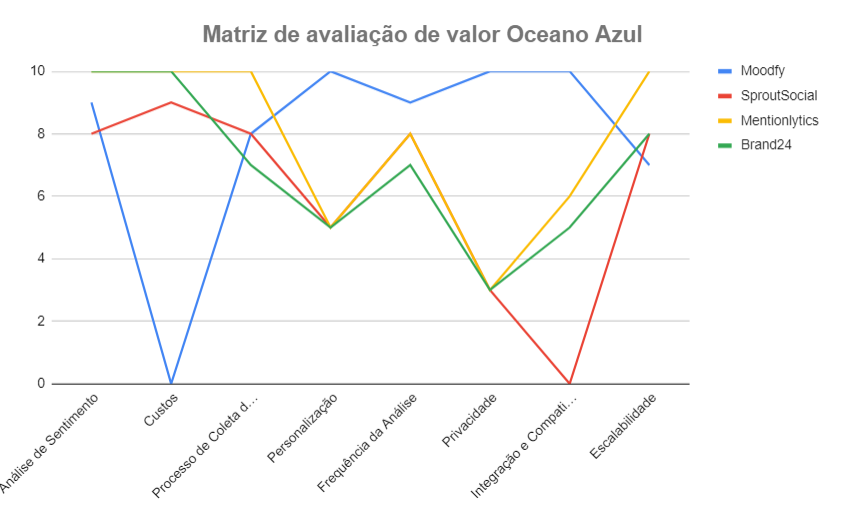 Matriz de avaliação de valor Oceano Azul
10
8
6
4
2
0
Moodfy
SproutSocial
Mentionlytics
Brand24
Análise de Sentimento
Custos
Processo de Coleta d…
Personalização
Frequência da Análise
Privacidade
Integração e Compati…
Escalabilidade